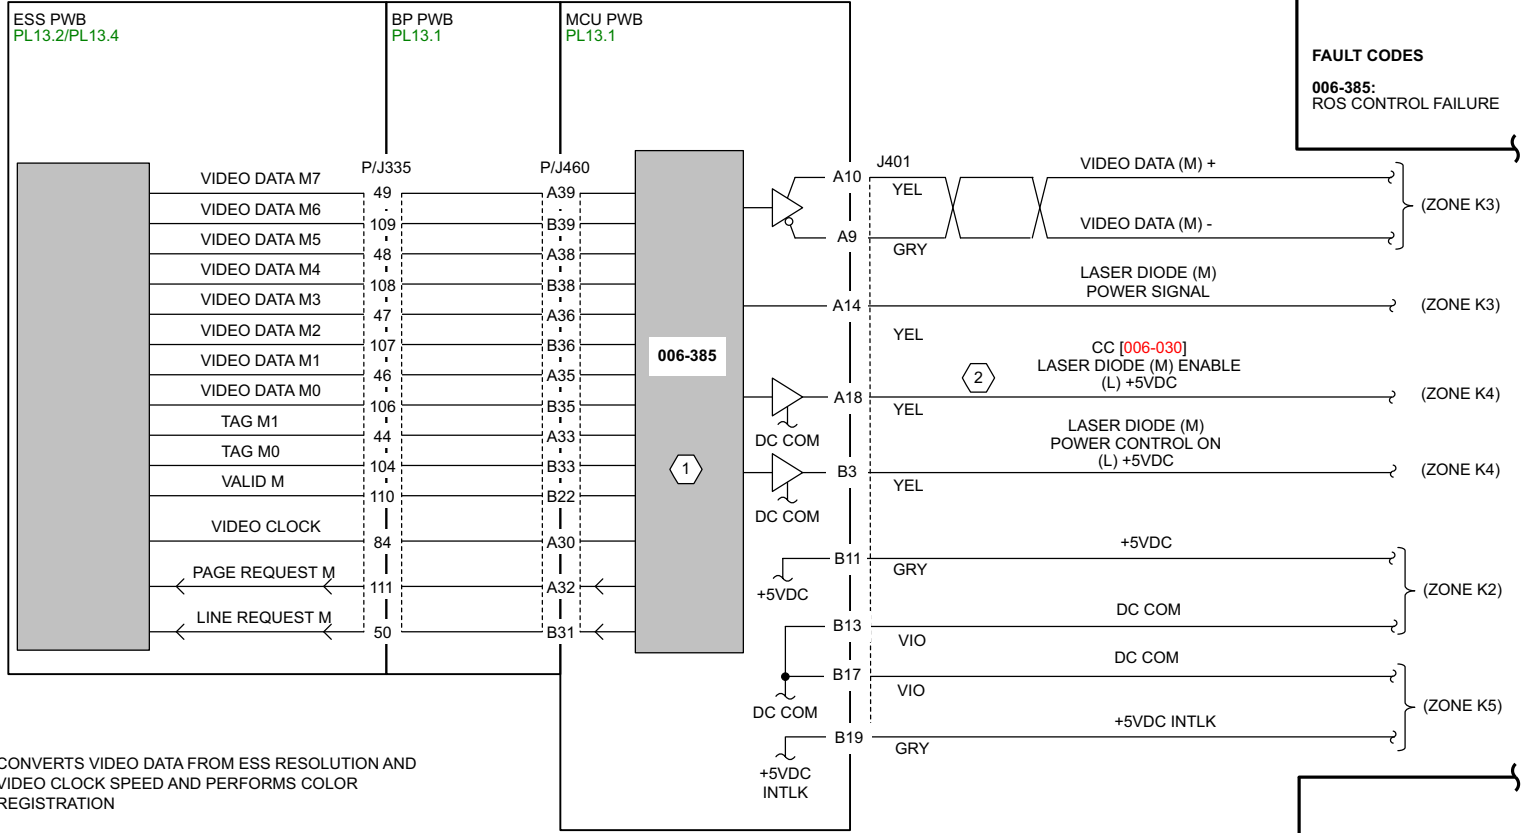 ESS PWB
PL13.2/PL13.4
BP PWB
PL13.1
MCU PWB
PL13.1
FAULT CODES
006-385:
ROS CONTROL FAILURE
P/J335
P/J460
J401
VIDEO DATA M7
49
A39
VIDEO DATA M6
109
B39
VIDEO DATA M5
48
A38
VIDEO DATA M4
108
B38
VIDEO DATA M3
47
A36
VIDEO DATA M2
107
B36
VIDEO DATA M1
46
A35
VIDEO DATA M0
106
B35
TAG M1
44
A33
TAG M0
104
B33
VALID M
110
B22
VIDEO CLOCK
84
A30
PAGE REQUEST M
111
A32
LINE REQUEST M
50
B31
006-385
1
A10
YEL
VIDEO DATA (M) +
A9
GRY
VIDEO DATA (M) -
(ZONE K3)
A14
YEL
LASER DIODE (M)
POWER SIGNAL
(ZONE K3)
DC COM
A18
YEL
2
CC [006-030]
LASER DIODE (M) ENABLE
(L) +5VDC
(ZONE K4)
DC COM
B3
YEL
LASER DIODE (M)
POWER CONTROL ON
(L) +5VDC
(ZONE K4)
+5VDC
B11
GRY
+5VDC
B13
VIO
DC COM
(ZONE K2)
DC COM
B17
VIO
DC COM
+5VDC
INTLK
B19
GRY
+5VDC INTLK
(ZONE K5)
CONVERTS VIDEO DATA FROM ESS RESOLUTION AND
VIDEO CLOCK SPEED AND PERFORMS COLOR
REGISTRATION